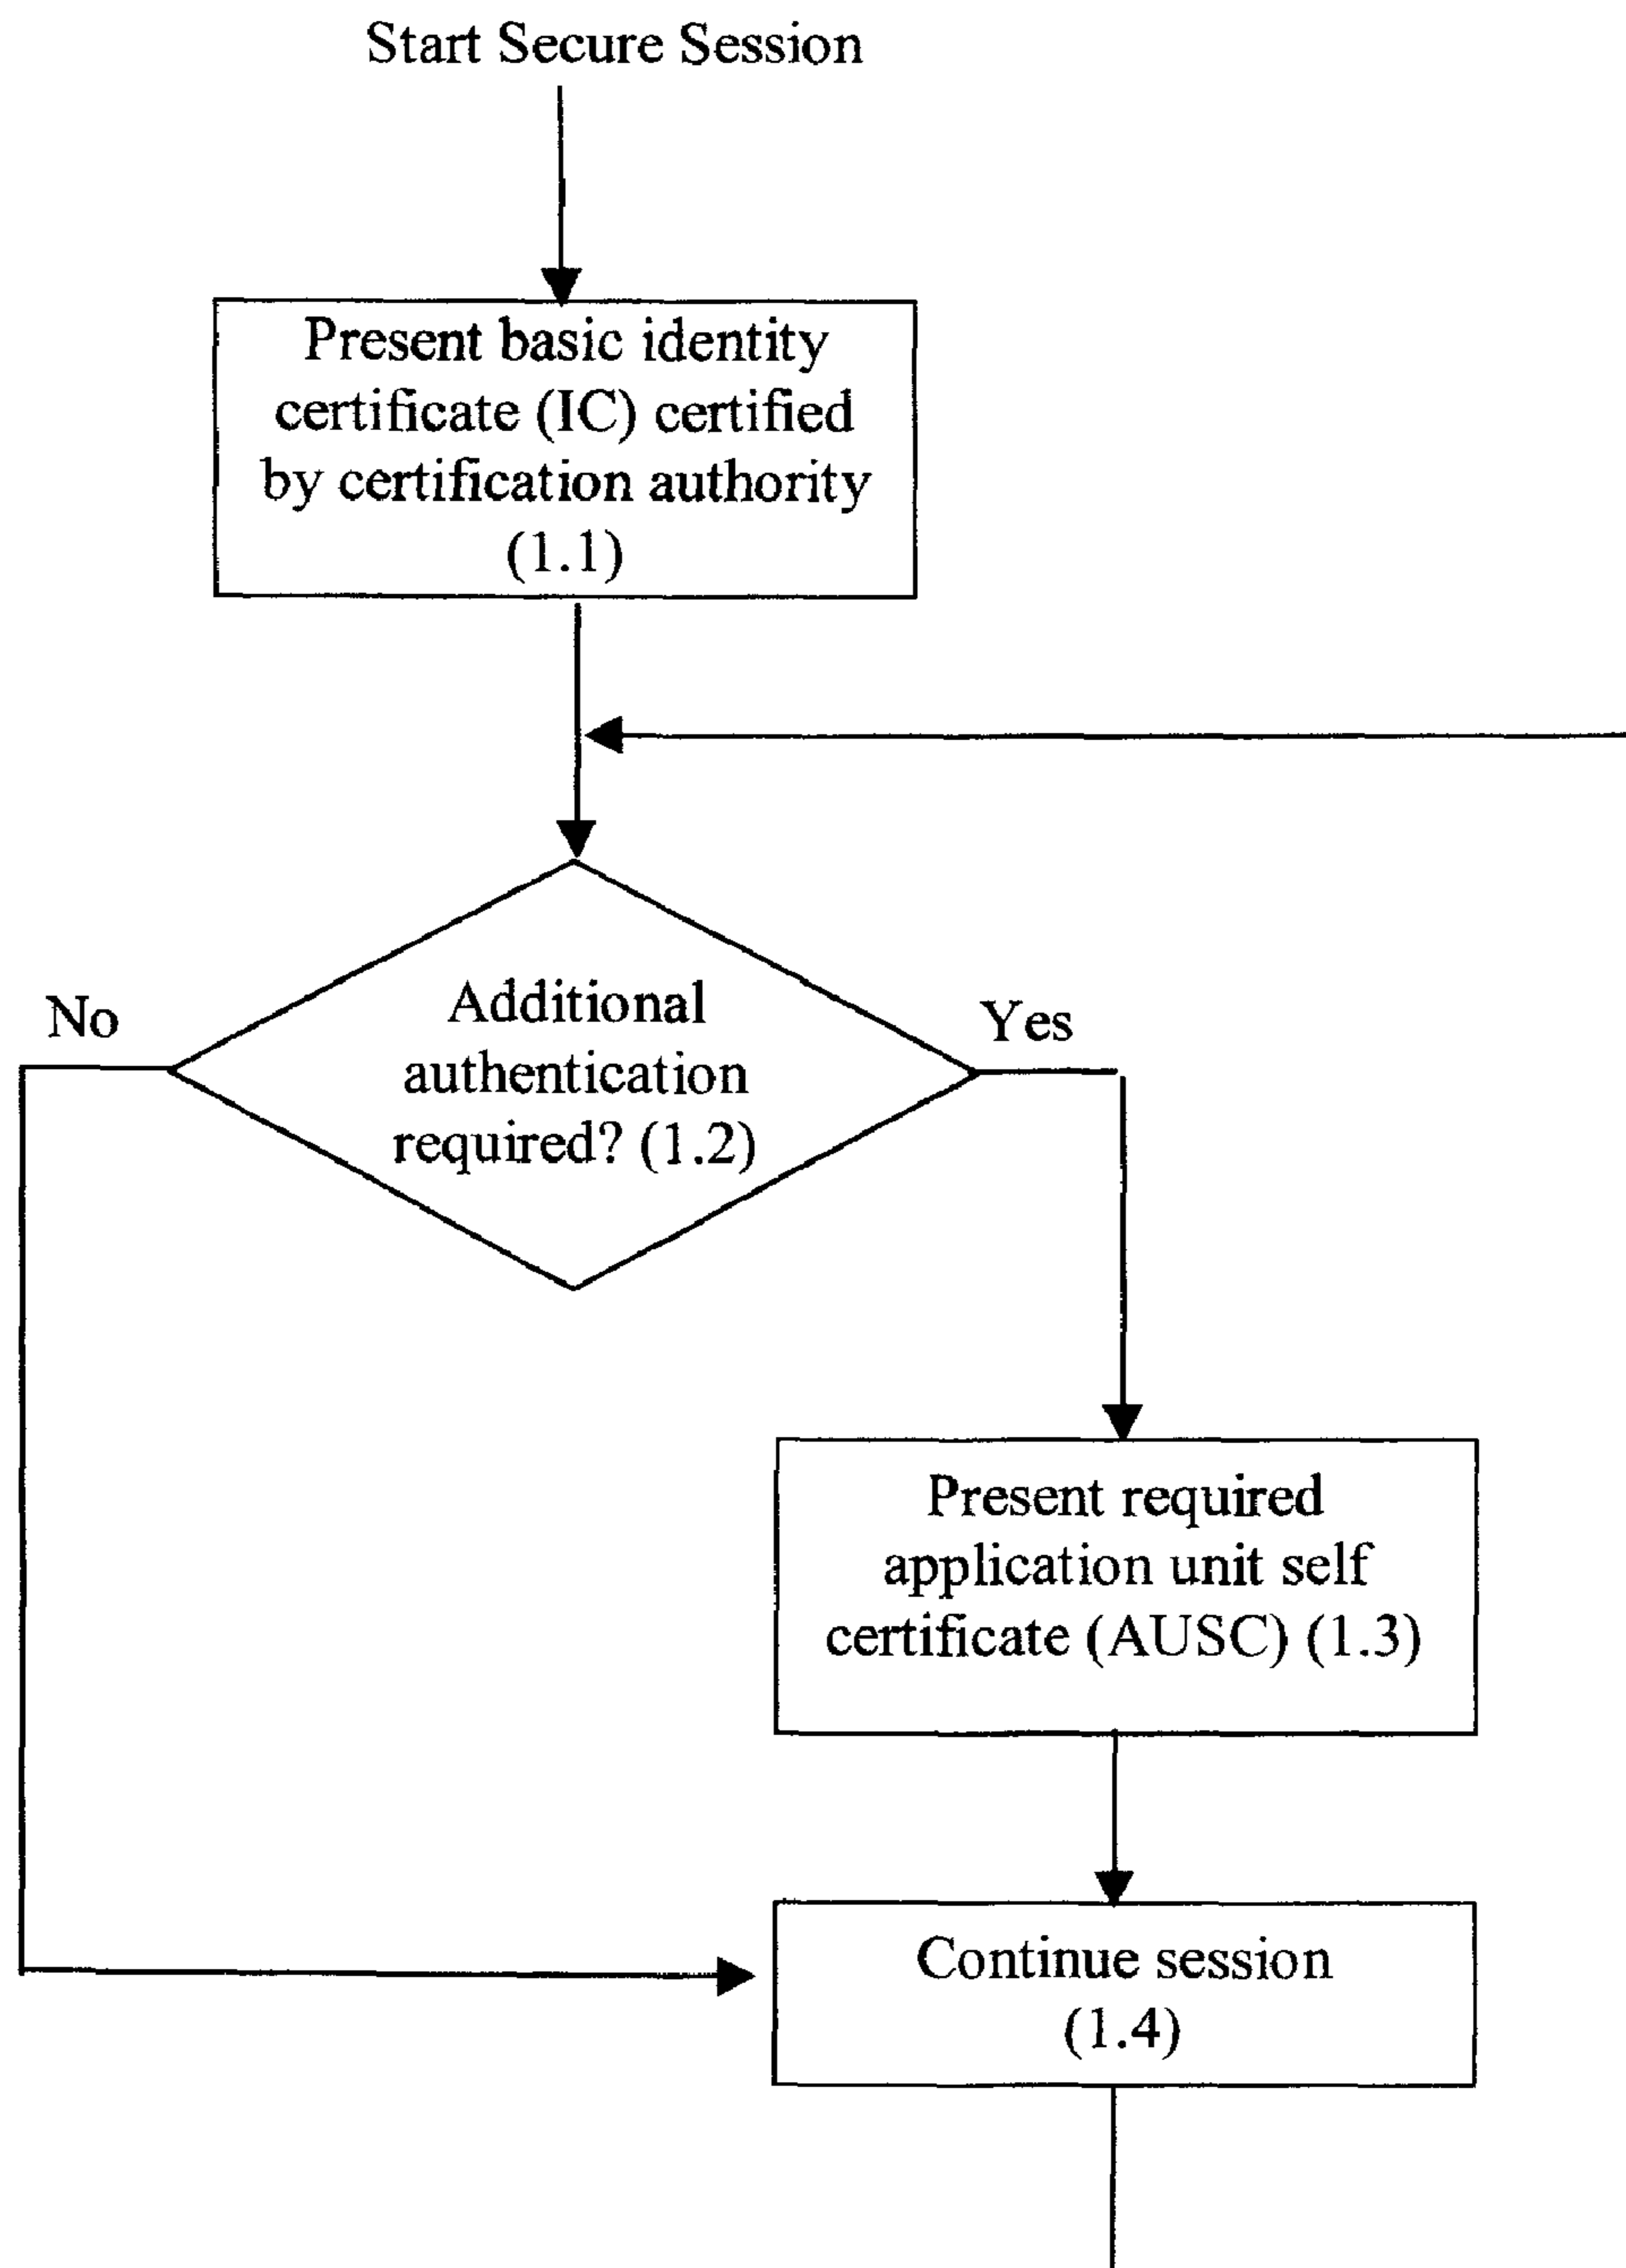 Start Secure Session
Present basic identity
certificate (IC) certified
by certification authority
(1.1)
Additional
authentication
required? (1.2)
No
Yes
Present required
application unit self
certificate (AUSC) (1.3)
Continue session
(1.4)